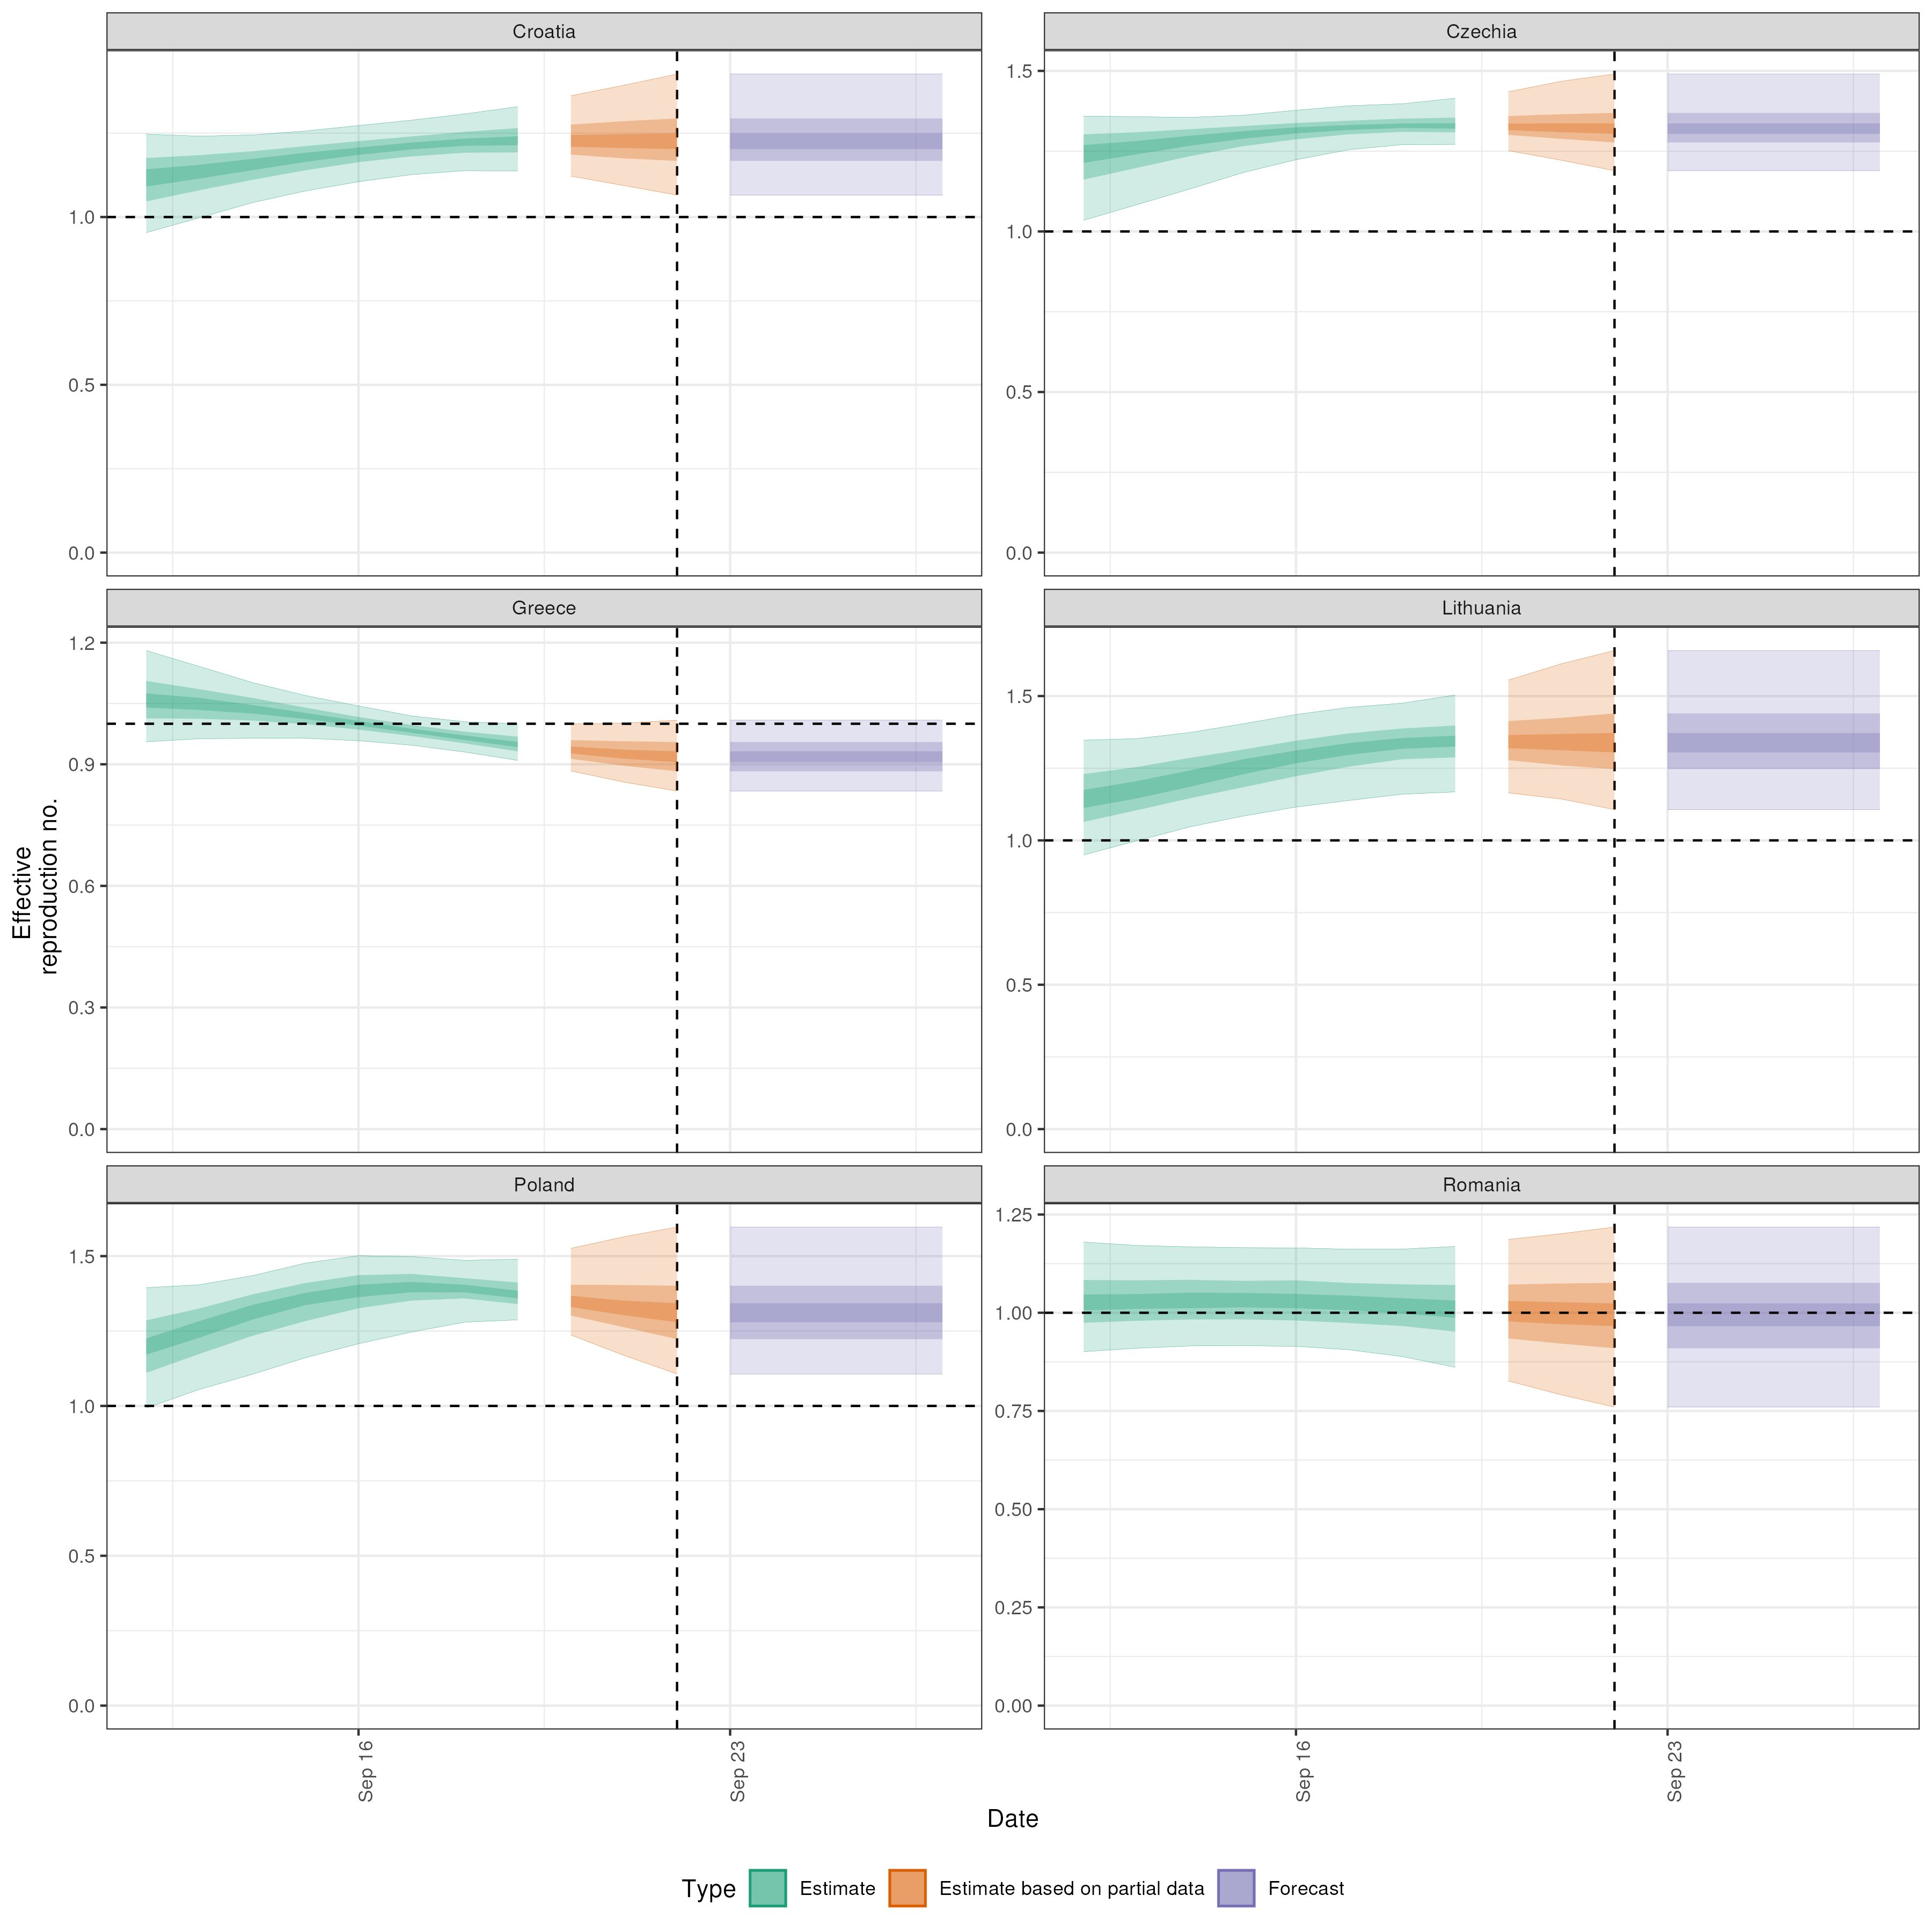 Croatia
Czechia
1.0
0.5
0.0
1.5
1.0
0.5
0.0
Greece
Lithuania
1.2
0.9
0.6
0.3
0.0
1.5
1.0
0.5
0.0
Effective
reproduction no.
Poland
Romania
1.5
1.0
0.5
0.0
1.25
1.00
0.75
0.50
0.25
0.00
Sep 16
Sep 23
Sep 16
Sep 23
Date
Type Estimate Estimate based on partial data Forecast